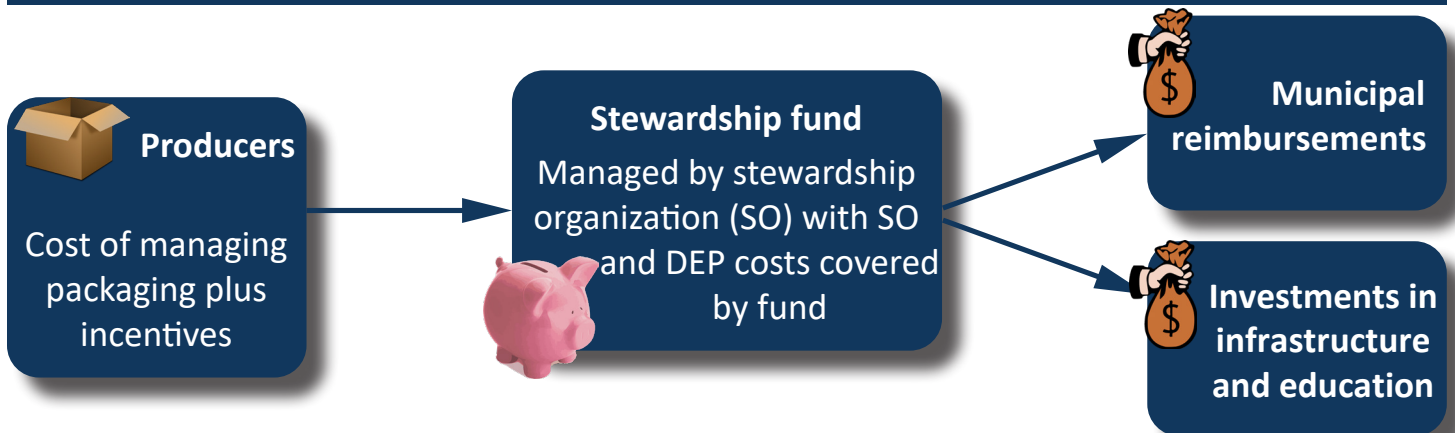 Producers
Cost of managing
packaging plus
incentives
Stewardship fund
Managed by stewardship
organization (SO) with SO
and DEP costs covered
by fund
$
Municipal
reimbursements
$
Investments in
infrastructure
and education